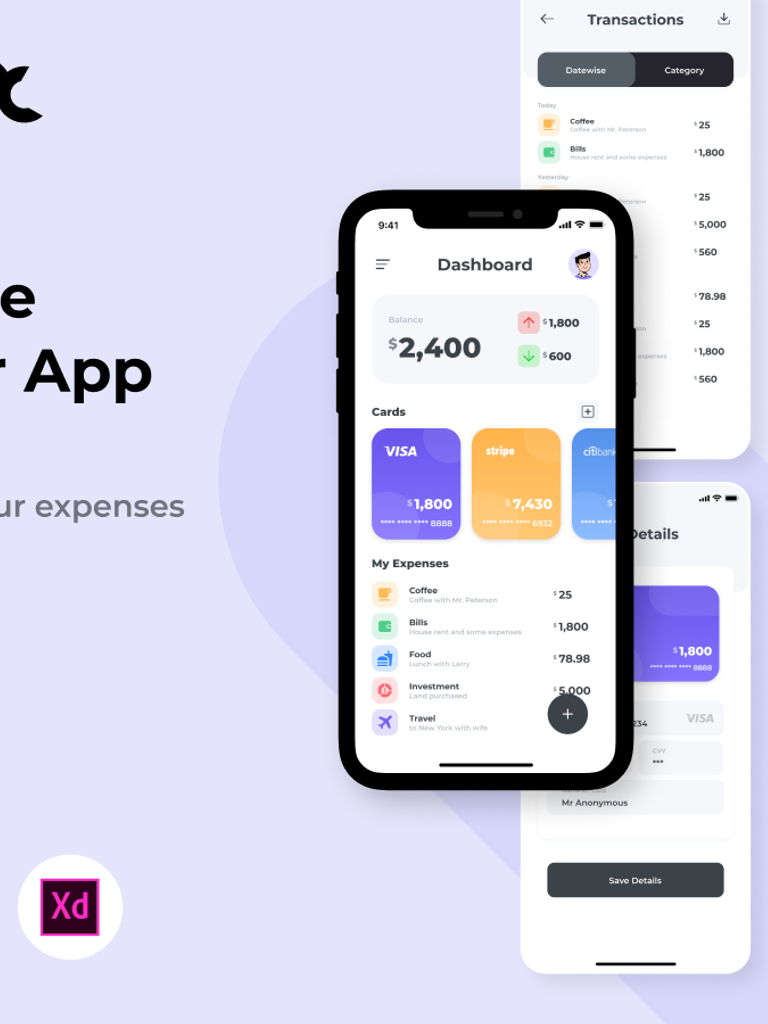 App
expenses
Xd
Transactions
Datewise
Category
Today
Coffee
Coffee with Mr. Peterson
$25
Bills
House rent and some expenses
$1,800
Yesterday
$25
$5,000
$560
$78.98
$25
expenses
$1,800
$560
9:41
Dashboard
Balance
$2,400
$1,800
$600
Cards
VISA
$1,800
**** **** **** 8888
stripe
$7,430
**** **** **** 6932
citibank
My Expenses
Coffee
Coffee with Mr. Peterson
$25
Bills
House rent and some expenses
$1,800
Food
Lunch with Larry
$78.98
Investment
Land purchased
$5,000
Travel
to New York with wife
+
Details
$1,800
**** **** **** 8888
234
VISA
CVV
***
Mr Anonymous
Save Details